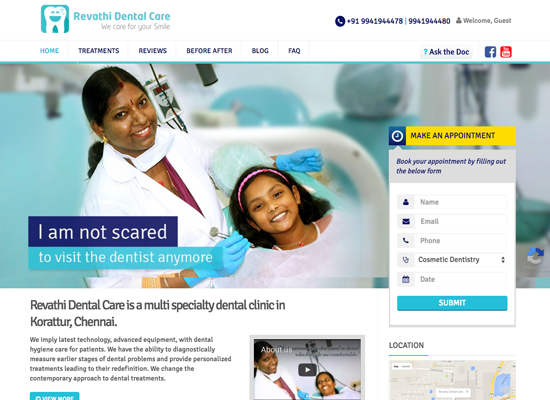 Revathi Dental Care
We care for your Smile
+91 9941944478 | 9941944480
Welcome, Guest
HOME
TREATMENTS
REVIEWS
BEFORE AFTER
BLOG
FAQ
? Ask the Doc
You
Tube
MAKE AN APPOINTMENT
Book your appointment by filling out
the below form
Name
Email
Phone
Cosmetic Dentistry
Date
SUBMIT
I am not scared
to visit the dentist anymore
Revathi Dental Care is a multi specialty dental clinic in
Korattur, Chennai.
We imply latest technology, advanced equipment, with dental
hygiene care for patients. We have the ability to diagnostically
measure earlier stages of dental problems and provide personalized
treatments leading to their redefinition. We change the
contemporary approach to dental treatments.
VIEW MORE
About us
LOCATION